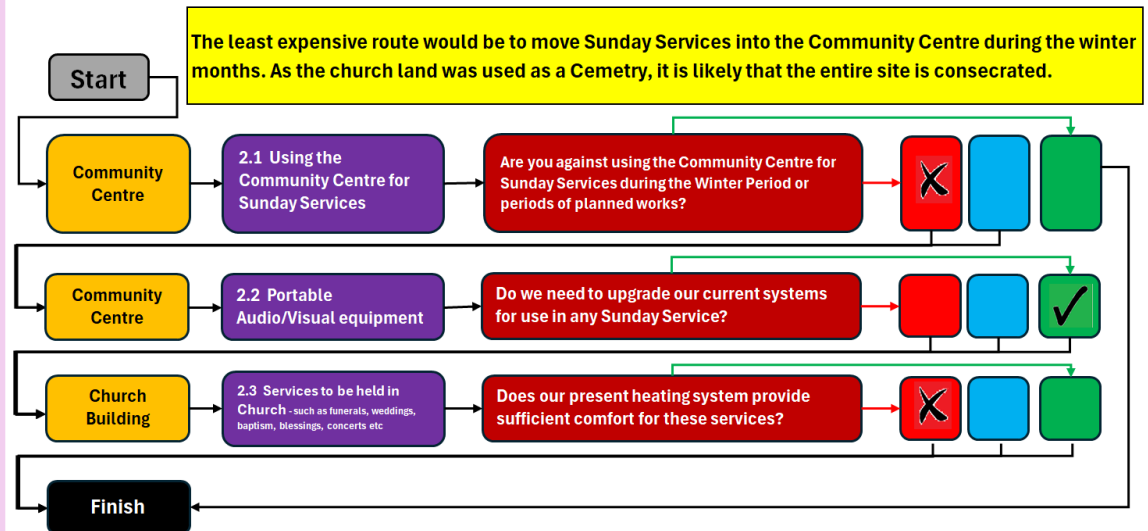 The least expensive route would be to move Sunday Services into the Community Centre during the winter
months. As the church land was used as a Cemetry, it is likely that the entire site is consecrated.
Start
Community
Centre
2.1 Using the
Community Centre for
Sunday Services
Are you against using the Community Centre for
Sunday Services during the Winter Period or
periods of planned works?
Community
Centre
2.2 Portable
Audio/Visual equipment
Do we need to upgrade our current systems
for use in any Sunday Service?
Church
Building
2.3 Services to be held in
Church - such as funerals, weddings,
baptism, blessings, concerts etc
Does our present heating system provide
sufficient comfort for these services?
Finish